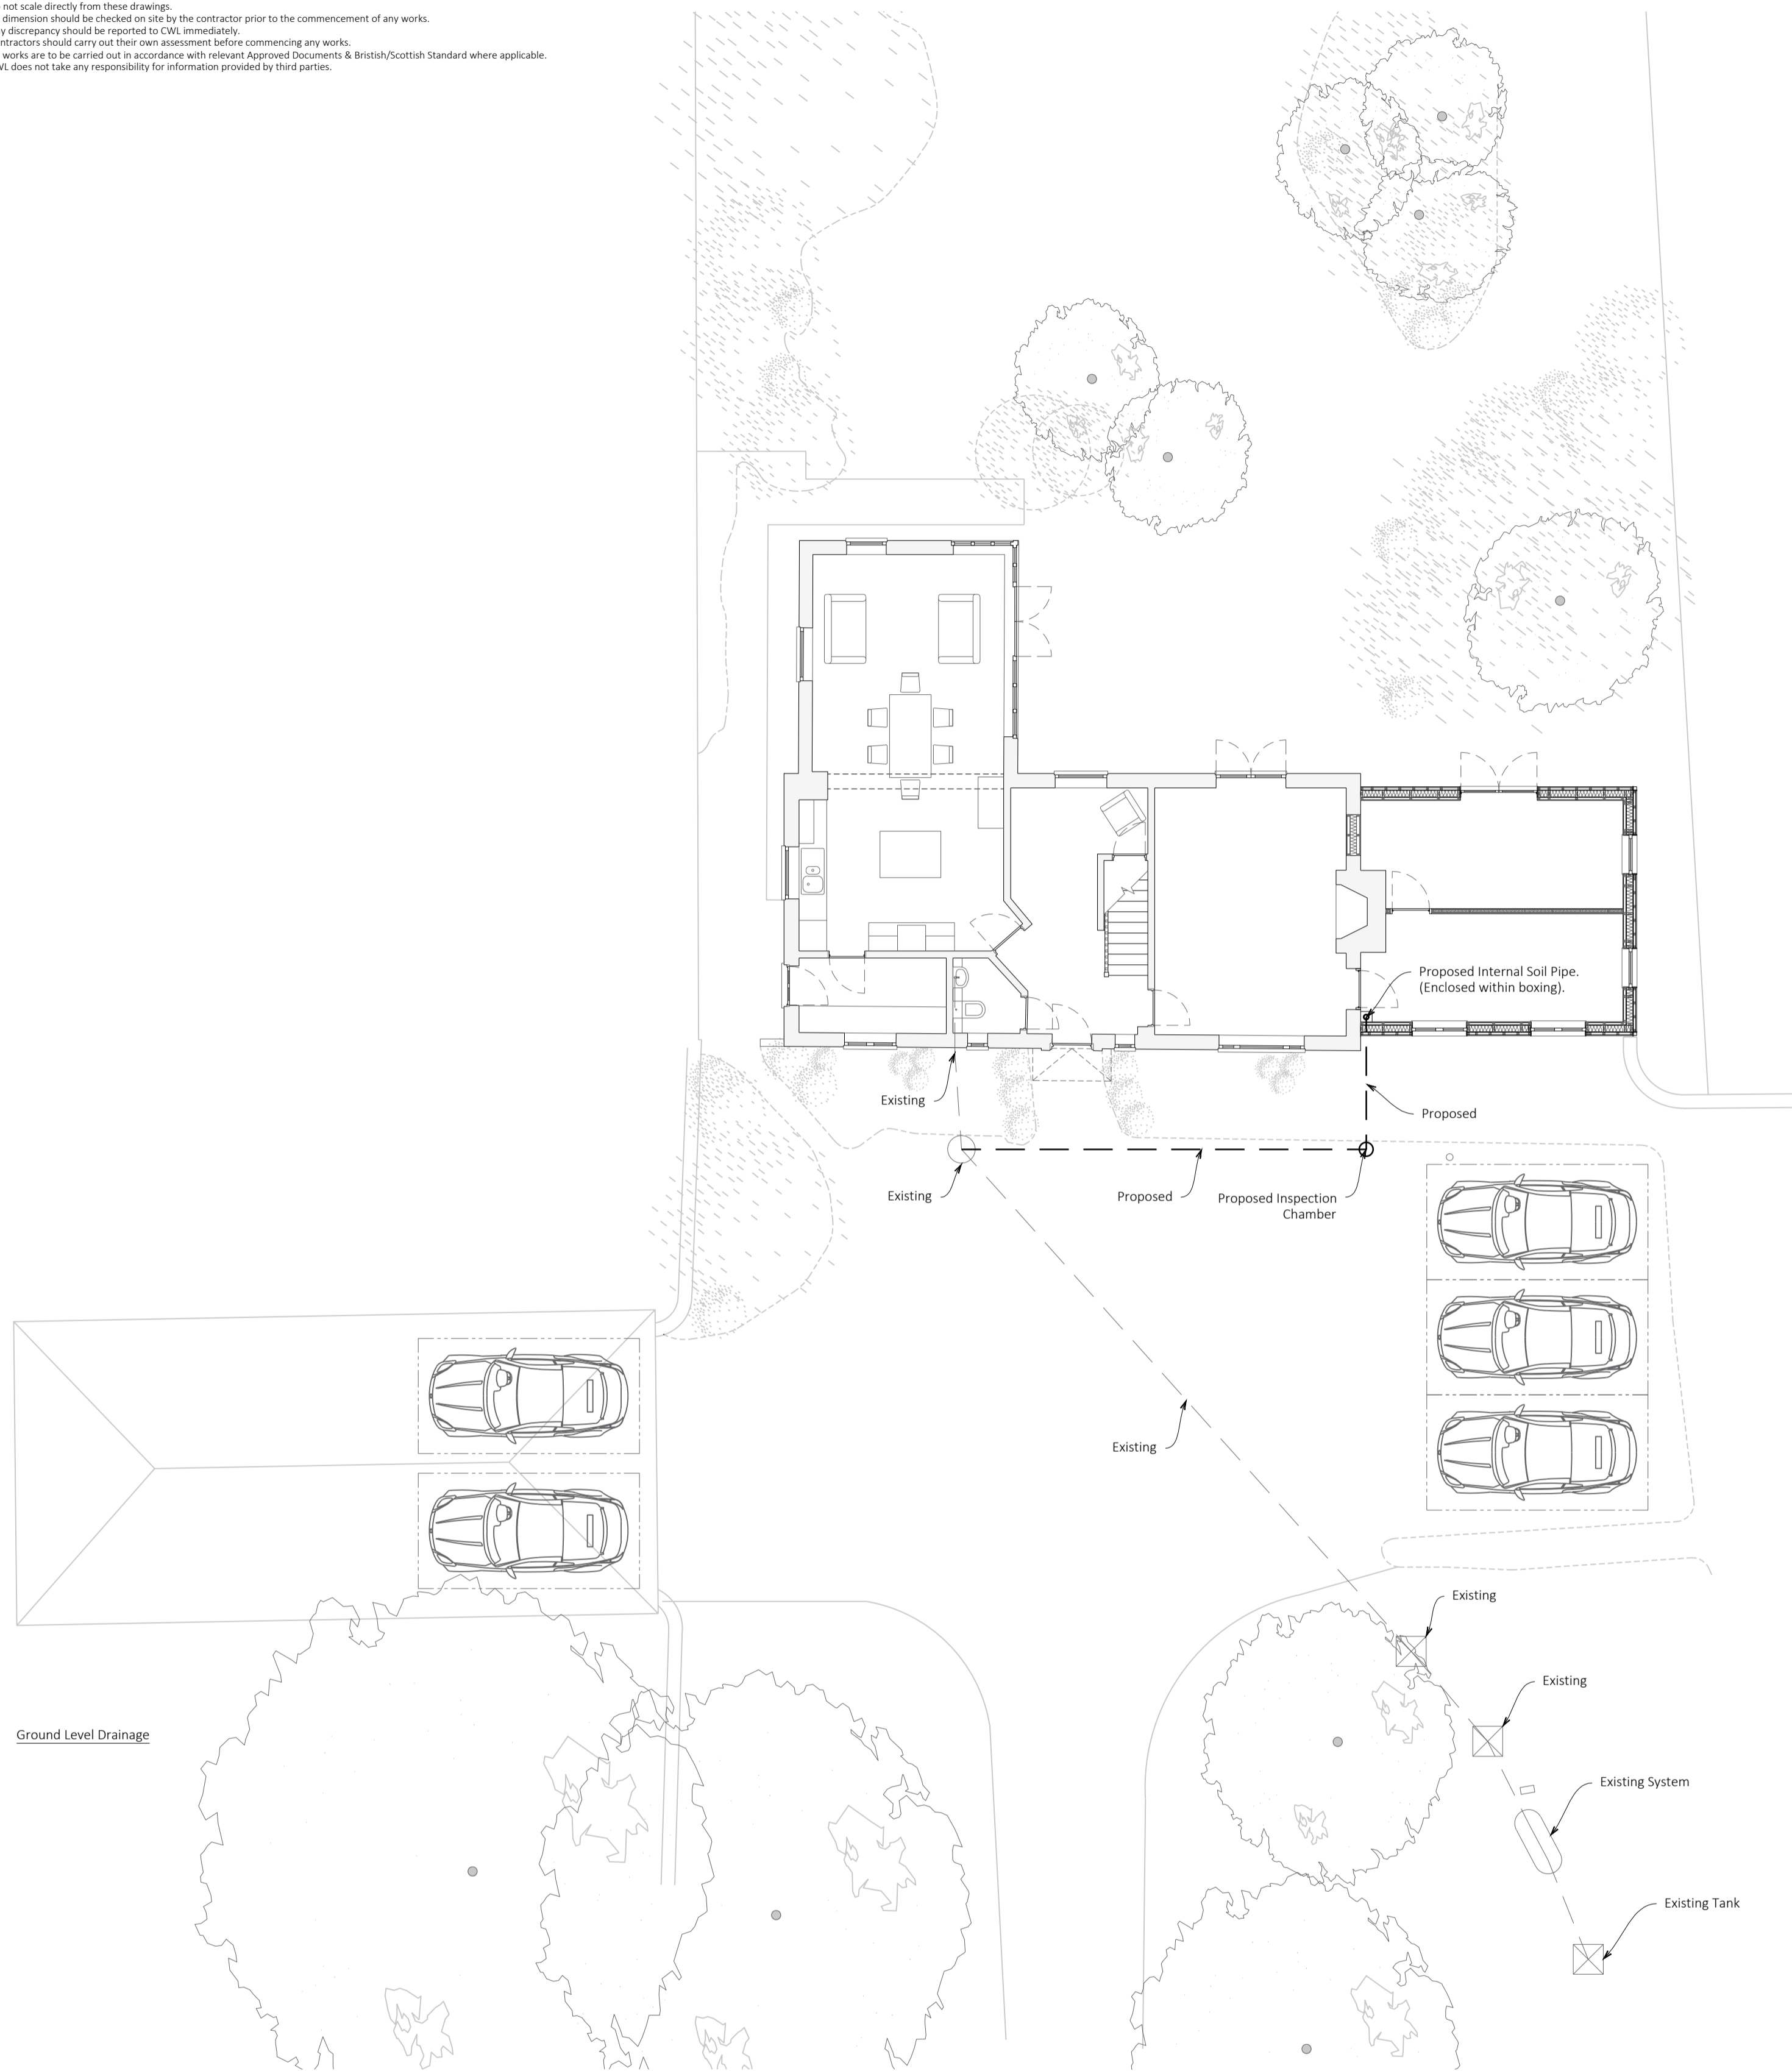 not scale directly from these drawings.
dimension should be checked on site by the contractor prior to the commencement of any works.
y discrepancy should be reported to CWL immediately.
ntractors should carry out their own assessment before commencing any works.
works are to be carried out in accordance with relevant Approved Documents & Bristish/Scottish Standard where applicable.
WL does not take any responsibility for information provided by third parties.
Proposed Internal Soil Pipe.
(Enclosed within boxing).
Existing
Proposed
Existing
Proposed
Proposed Inspection
Chamber
Existing
Existing
Existing
Ground Level Drainage
Existing System
Existing Tank